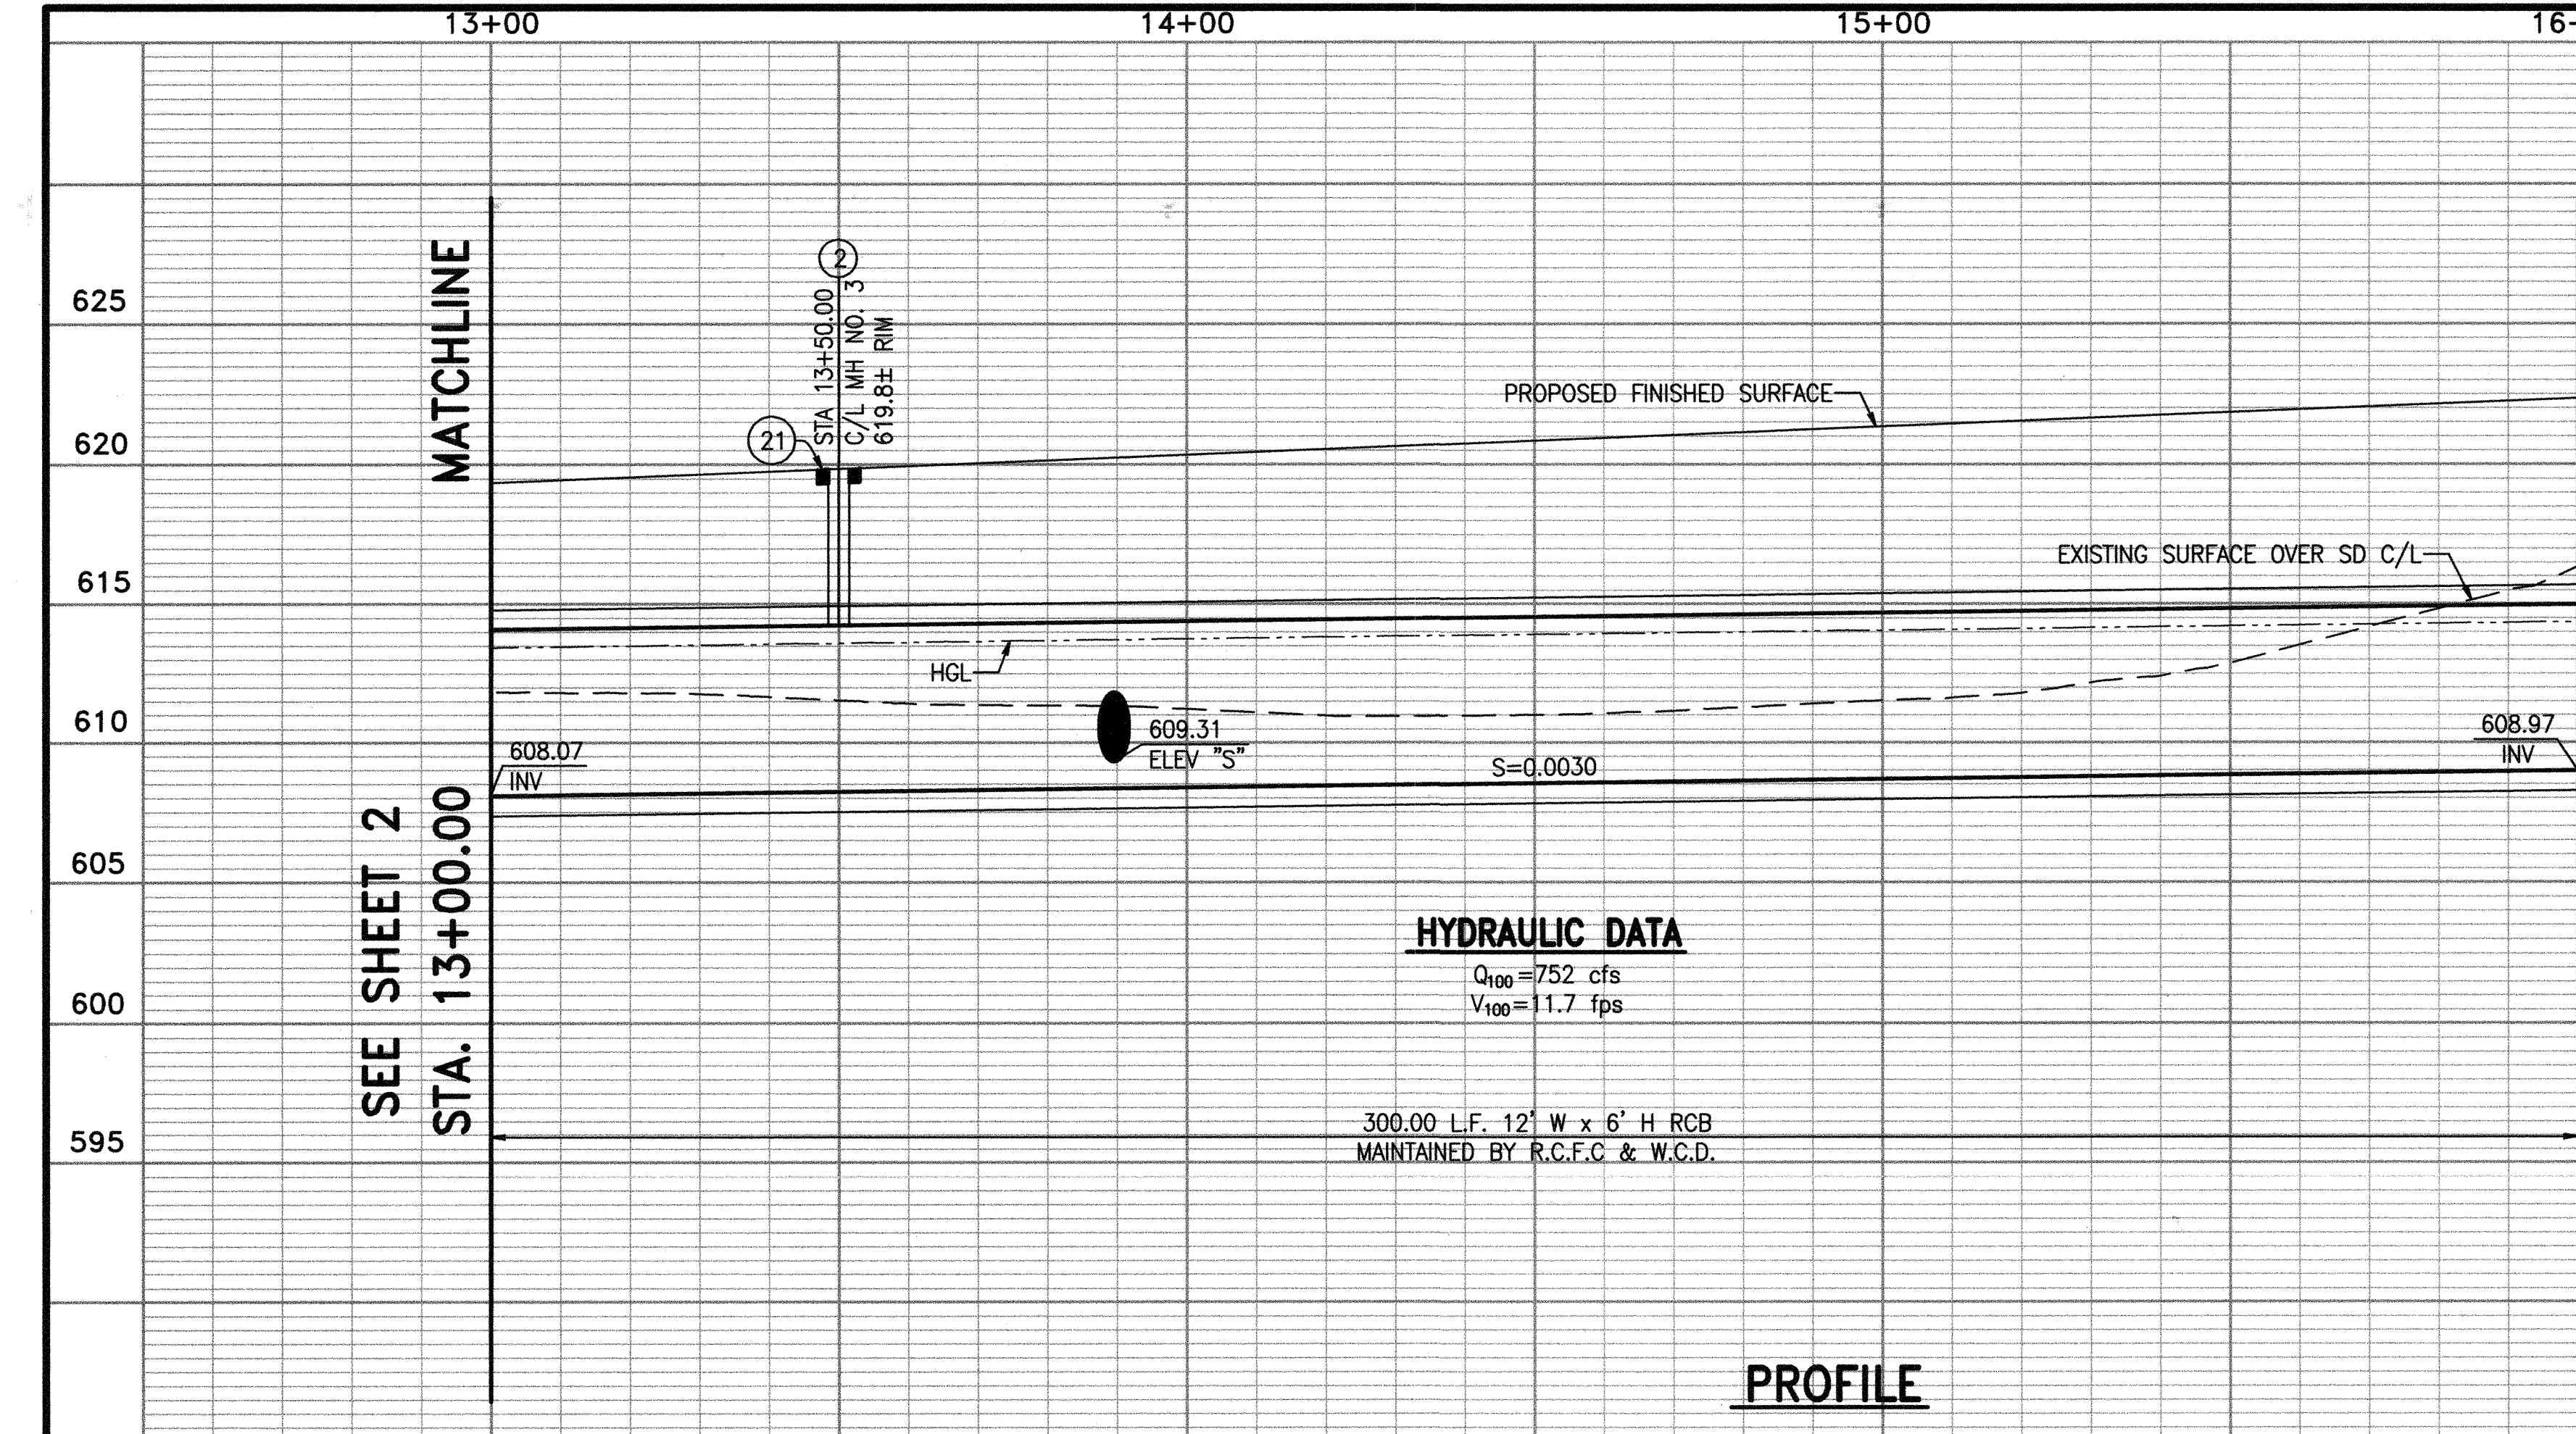 13+00 14+00 15+00 16+
MATCHLINE
SEE SHEET 2
STA. 13+00.00
625
620
615
610
605
600
595
2
STA 13+50.00
C/L MH NO. 3
619.8± RIM
21
PROPOSED FINISHED SURFACE
EXISTING SURFACE OVER SD C/L
HGL
609.31
ELEV "S"
608.07
INV
608.97
INV
S=0.0030
HYDRAULIC DATA
Q100=752 cfs
V100=11.7 fps
300.00 L.F. 12' W x 6' H RCB
MAINTAINED BY R.C.F.C & W.C.D.
PROFILE